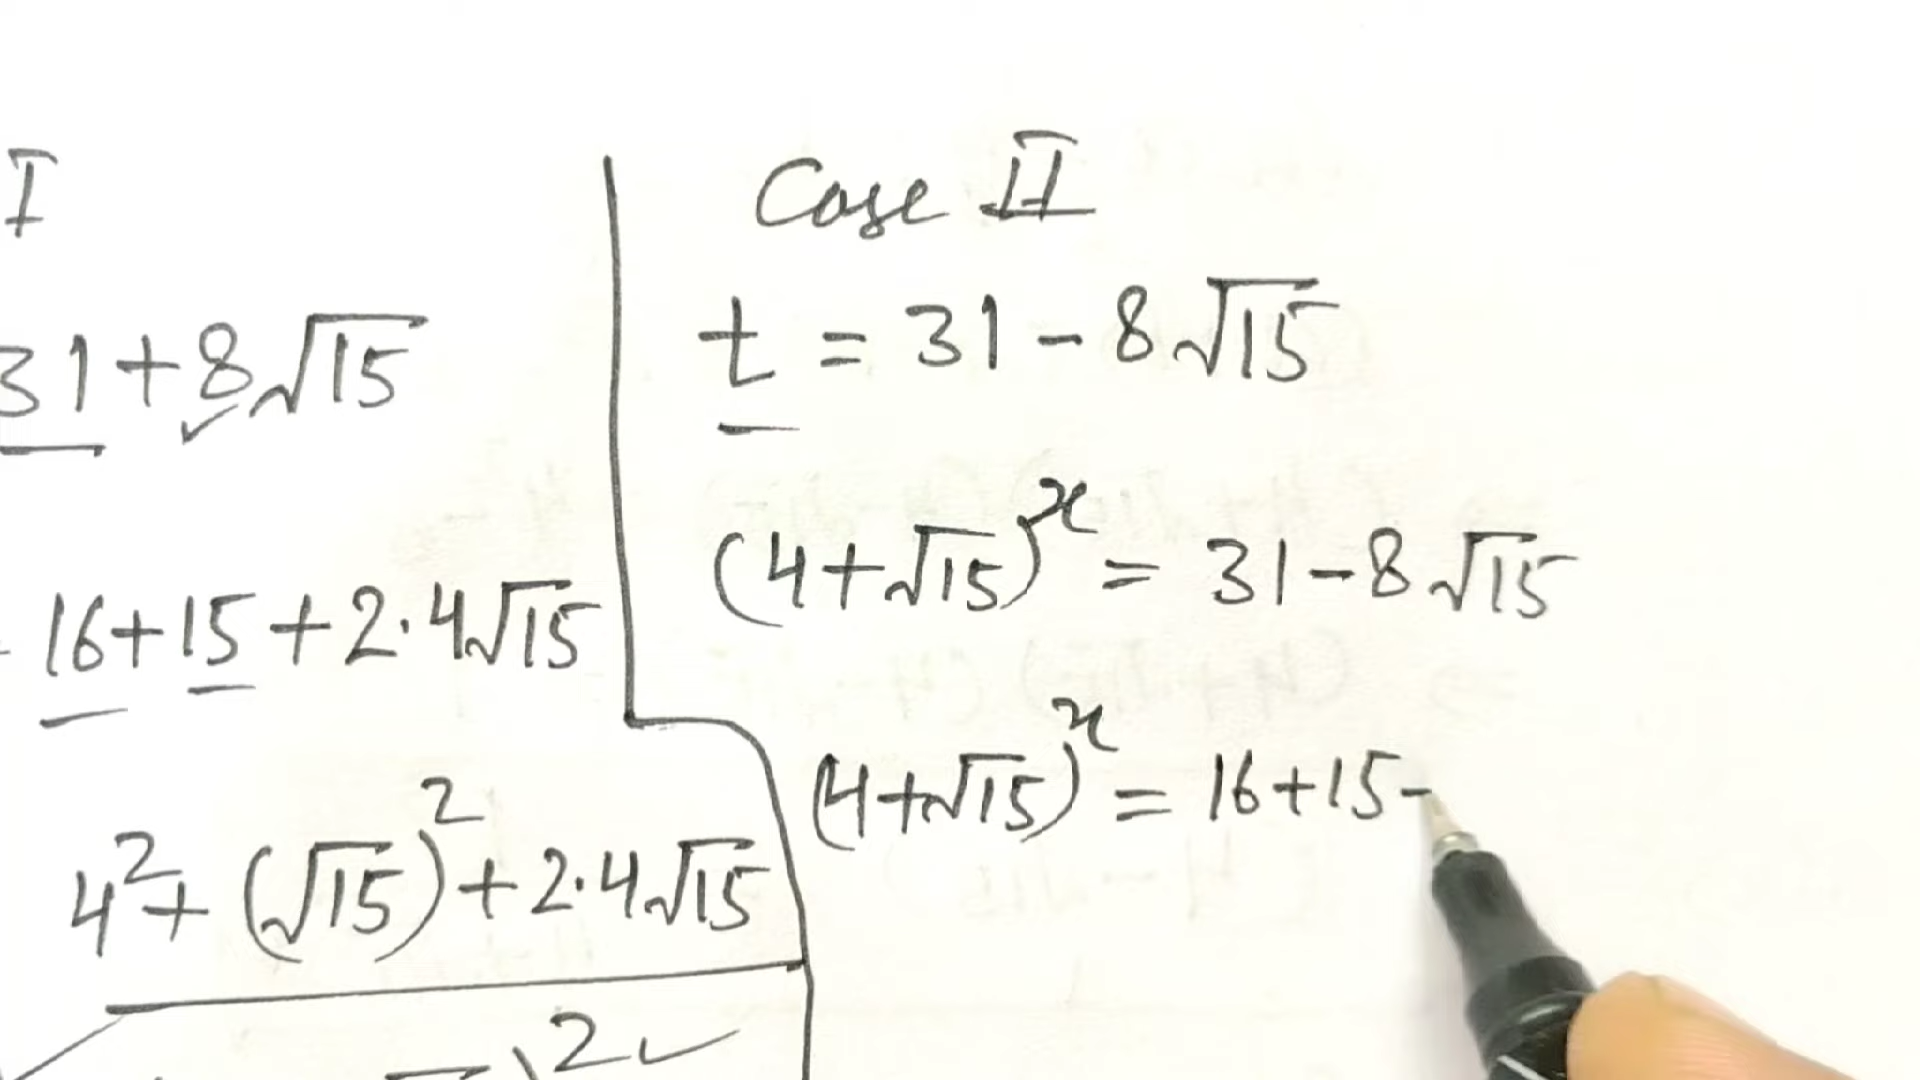 I
31 + 8√15
16 + 15 + 2·4√15
4² + (√15)² + 2·4√15
2
Case II
t = 31 - 8√15
(4 + √15)ˣ = 31 - 8√15
(4 + √15)ˣ = 16 + 15 -